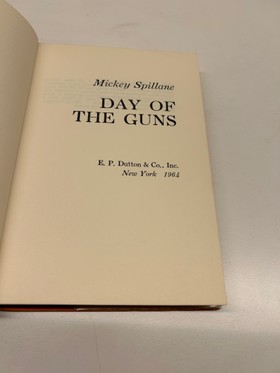 Mickey Spillane
DAY OF
THE GUNS
E. P. Dutton & Co., Inc.
New York 1964